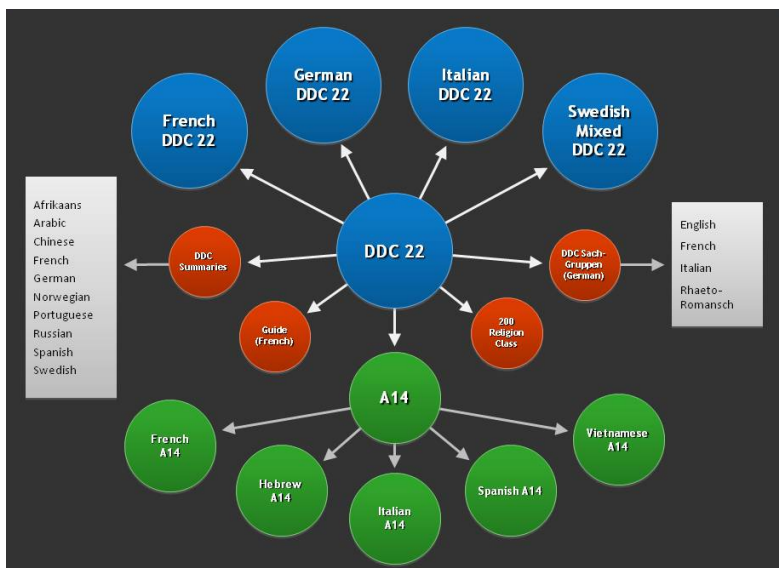 German
DDC 22
Italian
DDC 22
French
DDC 22
Swedish
Mixed
DDC 22
Afrikaans
Arabic
Chinese
French
German
Norwegian
Portuguese
Russian
Spanish
Swedish
DDC
Summaries
DDC 22
DDC Sach-
Gruppen
(German)
English
French
Italian
Rhaeto-
Romansch
Guide
(French)
200
Religion
Class
A14
French
A14
Hebrew
A14
Italian
A14
Spanish A14
Vietnamese
A14